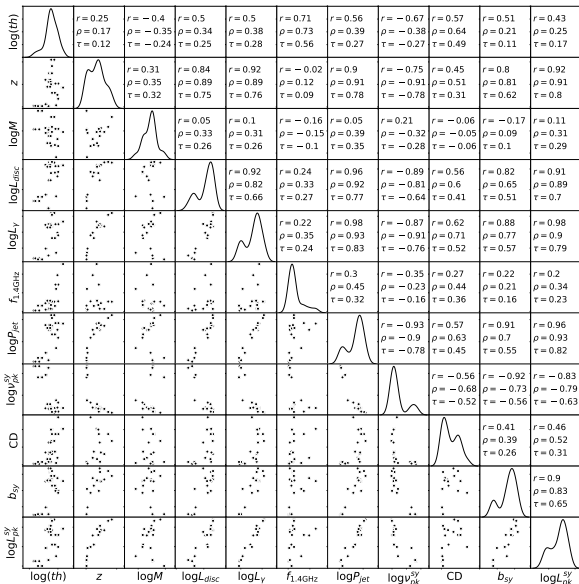 log(th)
r = 0.25 r = −0.4 r = 0.5 r = 0.5 r = 0.71 r = 0.56 r = −0.67 r = 0.57 r = 0.51 r = 0.43
ρ = 0.17 ρ = −0.35 ρ = 0.34 ρ = 0.38 ρ = 0.73 ρ = 0.39 ρ = −0.38 ρ = 0.64 ρ = 0.21 ρ = 0.25
τ = 0.12 τ = −0.24 τ = 0.25 τ = 0.28 τ = 0.56 τ = 0.27 τ = −0.27 τ = 0.49 τ = 0.11 τ = 0.17
z
r = 0.31 r = 0.84 r = 0.92 r = −0.02 r = 0.9 r = −0.75 r = 0.45 r = 0.8 r = 0.92
ρ = 0.35 ρ = 0.89 ρ = 0.89 ρ = 0.12 ρ = 0.91 ρ = −0.91 ρ = 0.51 ρ = 0.81 ρ = 0.91
τ = 0.32 τ = 0.75 τ = 0.76 τ = 0.09 τ = 0.78 τ = −0.78 τ = 0.31 τ = 0.62 τ = 0.8
logM
r = 0.05 r = 0.1 r = −0.16 r = 0.05 r = 0.21 r = −0.06 r = −0.17 r = 0.11
ρ = 0.33 ρ = 0.31 ρ = −0.15 ρ = 0.39 ρ = −0.32 ρ = −0.05 ρ = 0.09 ρ = 0.31
τ = 0.26 τ = 0.26 τ = −0.1 τ = 0.35 τ = −0.28 τ = −0.06 τ = 0.1 τ = 0.29
logL_disc
r = 0.92 r = 0.24 r = 0.96 r = −0.89 r = 0.56 r = 0.82 r = 0.91
ρ = 0.82 ρ = 0.33 ρ = 0.92 ρ = −0.81 ρ = 0.6 ρ = 0.65 ρ = 0.89
τ = 0.66 τ = 0.27 τ = 0.77 τ = −0.64 τ = 0.41 τ = 0.51 τ = 0.7
logL_γ
r = 0.22 r = 0.98 r = −0.87 r = 0.62 r = 0.88 r = 0.98
ρ = 0.35 ρ = 0.93 ρ = −0.91 ρ = 0.71 ρ = 0.77 ρ = 0.9
τ = 0.24 τ = 0.83 τ = −0.76 τ = 0.52 τ = 0.57 τ = 0.79
f_1.4GHz
r = 0.3 r = −0.35 r = 0.27 r = 0.22 r = 0.2
ρ = 0.45 ρ = −0.23 ρ = 0.44 ρ = 0.21 ρ = 0.34
τ = 0.32 τ = −0.16 τ = 0.36 τ = 0.16 τ = 0.23
logP_jet
r = −0.93 r = 0.57 r = 0.91 r = 0.96
ρ = −0.9 ρ = 0.63 ρ = 0.7 ρ = 0.93
τ = −0.78 τ = 0.45 τ = 0.55 τ = 0.82
logν_pk^sy
r = −0.56 r = −0.92 r = −0.83
ρ = −0.68 ρ = −0.73 ρ = −0.79
τ = −0.52 τ = −0.56 τ = −0.63
CD
r = 0.41 r = 0.46
ρ = 0.39 ρ = 0.52
τ = 0.26 τ = 0.31
b_sy
r = 0.9
ρ = 0.83
τ = 0.65
logL_pk^sy
log(th) z logM logL_disc logL_γ f_1.4GHz logP_jet logν_pk^sy CD b_sy logL_pk^sy